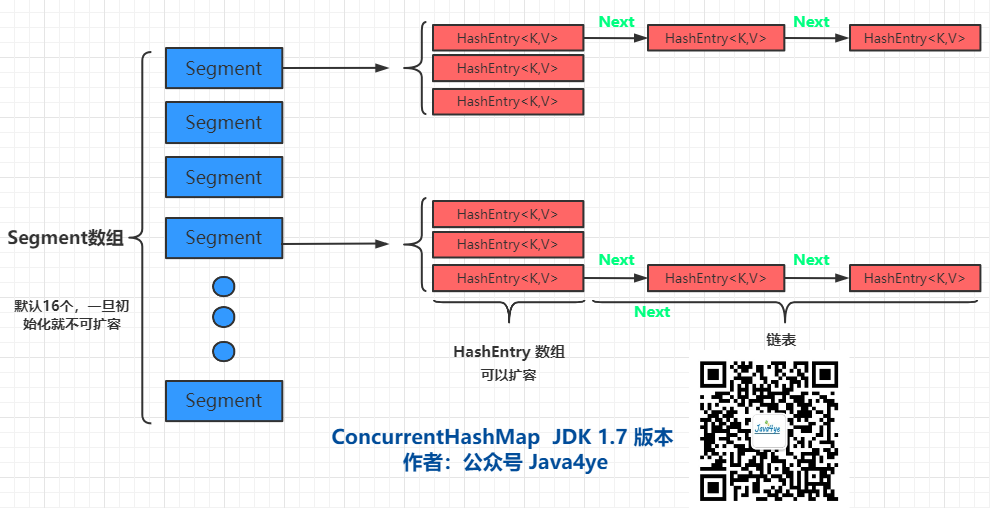 Next
Next
HashEntry<K,V>
HashEntry<K,V>
HashEntry<K,V>
Segment
HashEntry<K,V>
HashEntry<K,V>
Segment
Segment
HashEntry<K,V>
Segment数组
Segment
HashEntry<K,V>
Next
Next
HashEntry<K,V>
HashEntry<K,V>
HashEntry<K,V>
默认16个，一旦初
始化就不可扩容
Next
链表
HashEntry 数组
可以扩容
Segment
ConcurrentHashMap JDK 1.7 版本
作者：公众号 Java4ye
Java4ye